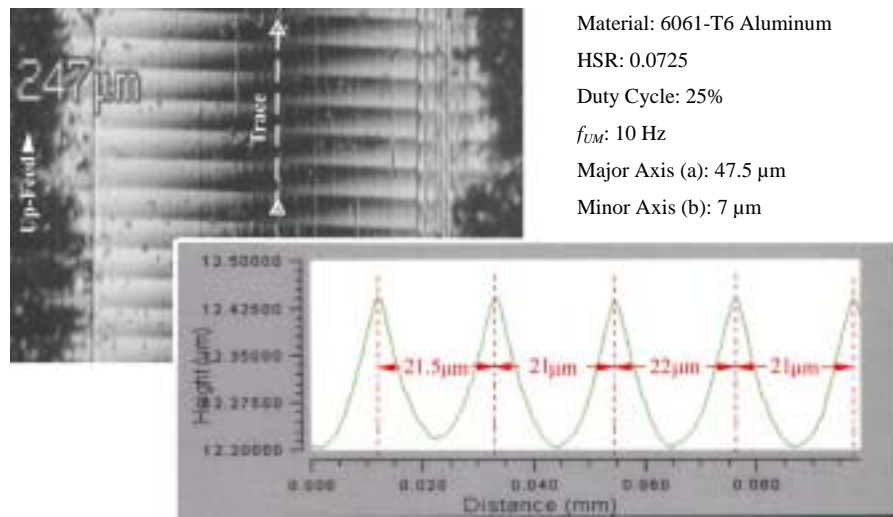 247µm
Up-Feed
Trace
Material: 6061-T6 Aluminum
HSR: 0.0725
Duty Cycle: 25%
fUM: 10 Hz
Major Axis (a): 47.5 µm
Minor Axis (b): 7 µm
Height(µm)
12.50000
12.42500
12.35000
12.27500
12.20000
21.5µm
21µm
22µm
21µm
0.000
0.020
0.040
0.060
0.080
Distance (mm)